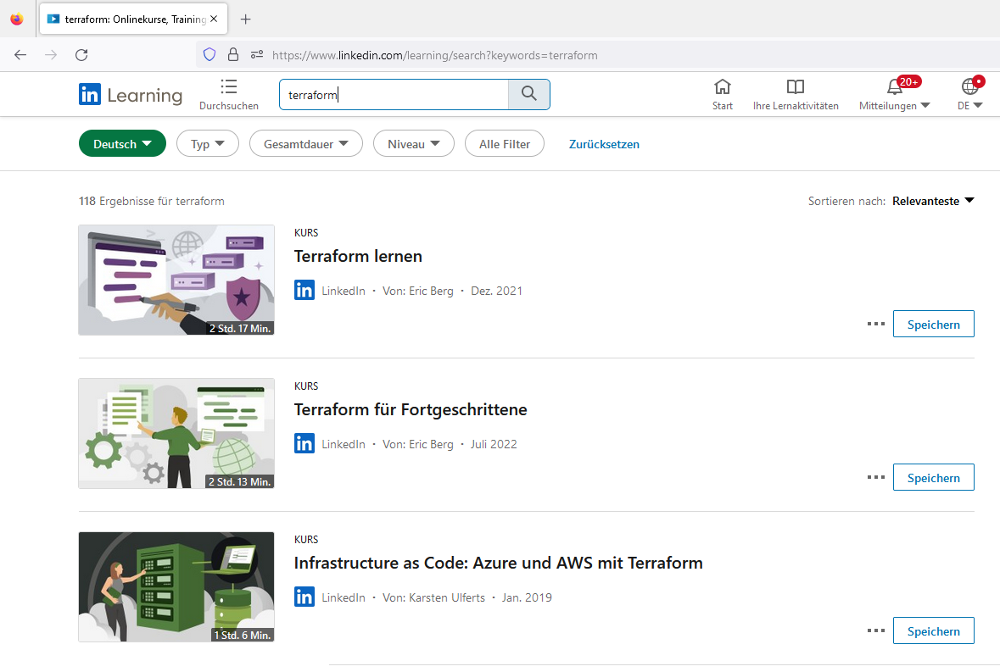 terraform: Onlinekurse, Training
https://www.linkedin.com/learning/search?keywords=terraform
in Learning
Durchsuchen
terraform
Start
Ihre Lernaktivitäten
20+
Mitteilungen
DE
Deutsch
Typ
Gesamtdauer
Niveau
Alle Filter
Zurücksetzen
118 Ergebnisse für terraform
Sortieren nach: Relevanteste
KURS
Terraform lernen
in LinkedIn · Von: Eric Berg · Dez. 2021
2 Std. 17 Min.
Speichern
KURS
Terraform für Fortgeschrittene
in LinkedIn · Von: Eric Berg · Juli 2022
2 Std. 13 Min.
Speichern
KURS
Infrastructure as Code: Azure und AWS mit Terraform
in LinkedIn · Von: Karsten Ulferts · Jan. 2019
1 Std. 6 Min.
Speichern